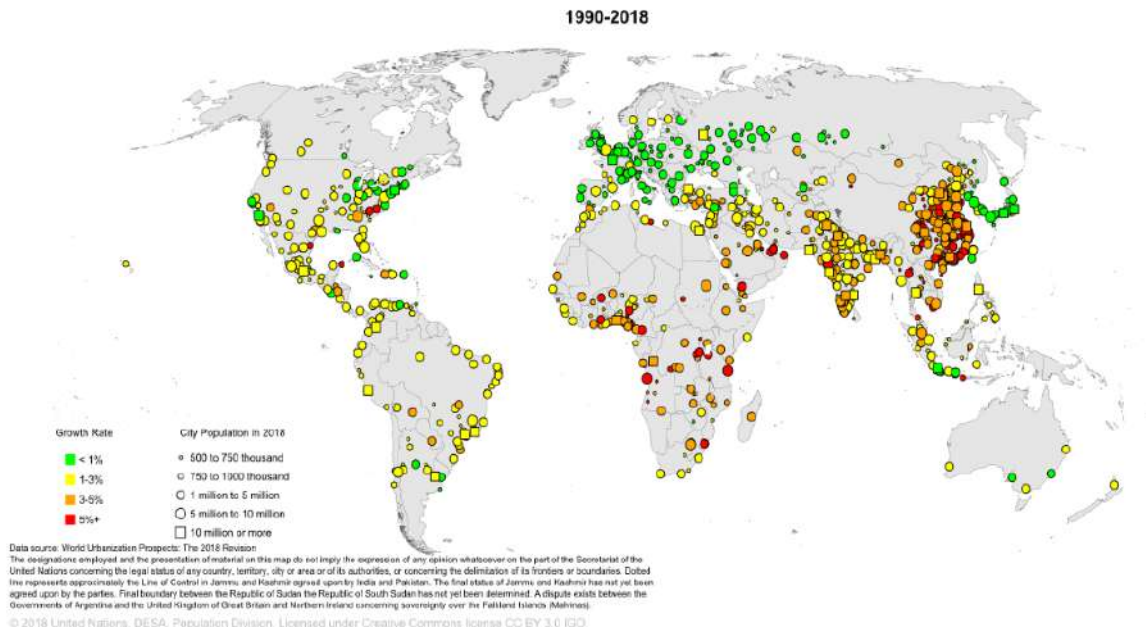 1990-2018
Growth Rate
< 1%
1-3%
3-5%
5%+
City Population in 2018
500 to 750 thousand
750 to 1000 thousand
1 million to 5 million
5 million to 10 million
10 million or more
Data source: World Urbanization Prospects: The 2018 Revision
The designations employed and the presentation of material on this map do not imply the expression of any opinion whatsoever on the part of the Secretariat of the
United Nations concerning the legal status of any country, territory, city or area or of its authorities, or concerning the delimitation of its frontiers or boundaries. Dotted
line represents approximately the Line of Control in Jammu and Kashmir agreed upon by India and Pakistan. The final status of Jammu and Kashmir has not yet been
agreed upon by the parties. Final boundary between the Republic of Sudan the Republic of South Sudan has not yet been determined. A dispute exists between the
Governments of Argentina and the United Kingdom of Great Britain and Northern Ireland concerning sovereignty over the Falkland Islands (Malvinas).
© 2018 United Nations, DESA, Population Division. Licensed under Creative Commons license CC BY 3.0 IGO.